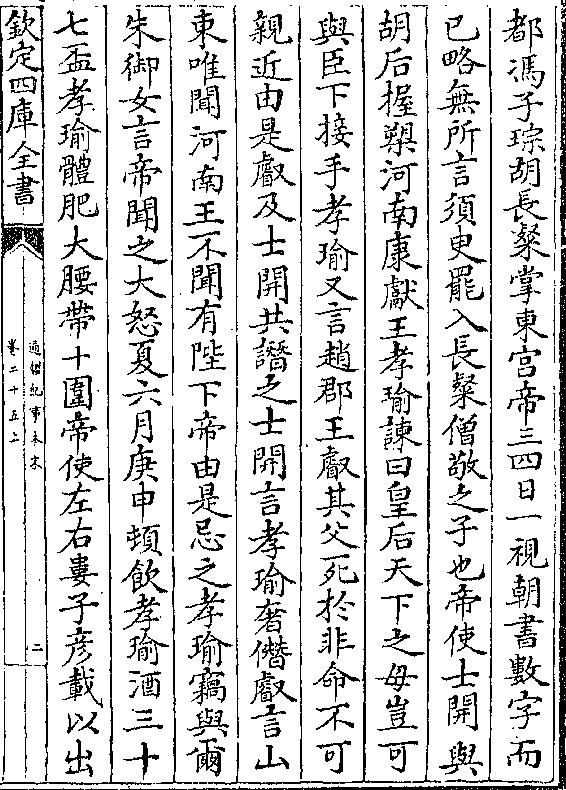 都馮子琮胡長粲掌東宮帝三四日一視朝書數字而
已略無所言須臾罷入長粲僧敬之子也帝使士開與
胡后握槊河南康獻王孝瑜諫曰皇后天下之母豈可
與臣下接手孝瑜又言趙郡王叡其父死於非命不可
親近由是叡及士開共譖之士開言孝瑜奢僭叡言山
東唯聞河南王不聞有陛下帝由是忌之孝瑜竊與爾
朱御女言帝聞之大怒夏六月庚申頓飲孝瑜酒三十
七盃孝瑜體肥大腰帶十圍帝使左右婁子彥載以出
欽定四庫全書
通鑑紀事本末
卷二十五上
二